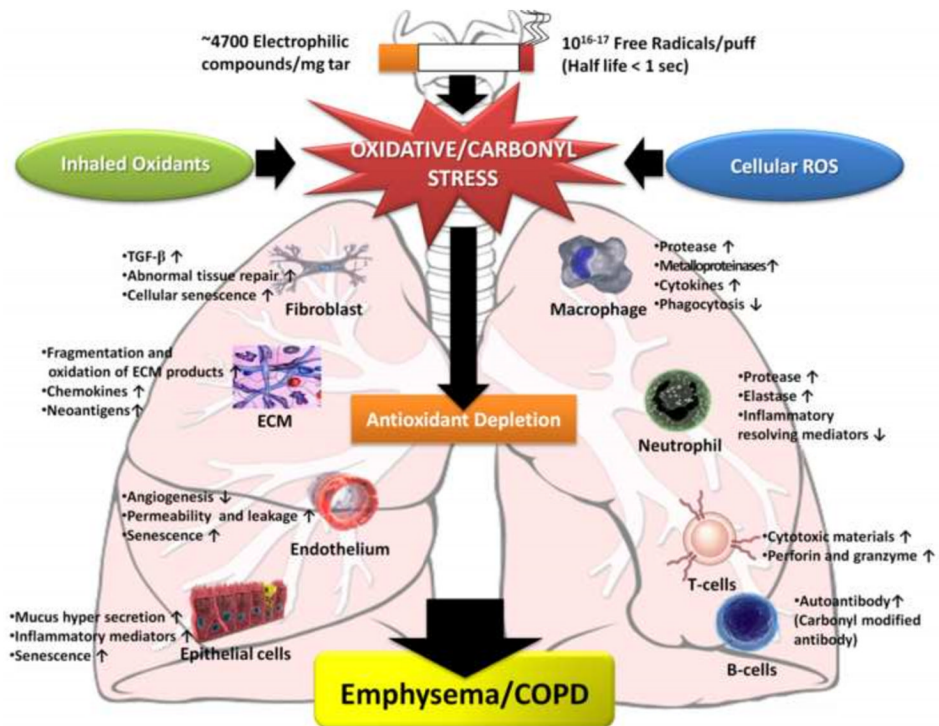 ~4700 Electrophilic
compounds/mg tar
10¹⁶⁻¹⁷ Free Radicals/puff
(Half life < 1 sec)
Inhaled Oxidants
OXIDATIVE/CARBONYL
STRESS
Cellular ROS
•TGF-β ↑
•Abnormal tissue repair ↑
•Cellular senescence ↑
Fibroblast
Macrophage
•Protease ↑
•Metalloproteinases↑
•Cytokines ↑
•Phagocytosis ↓
•Fragmentation and
oxidation of ECM products ↑
•Chemokines ↑
•Neoantigens↑
ECM
Antioxidant Depletion
Neutrophil
•Protease ↑
•Elastase ↑
•Inflammatory
resolving mediators ↓
•Angiogenesis ↓
•Permeability and leakage ↑
•Senescence ↑
Endothelium
T-cells
•Cytotoxic materials ↑
•Perforin and granzyme ↑
•Mucus hyper secretion ↑
•Inflammatory mediators ↑
•Senescence ↑
Epithelial cells
B-cells
•Autoantibody↑
(Carbonyl modified
antibody)
Emphysema/COPD